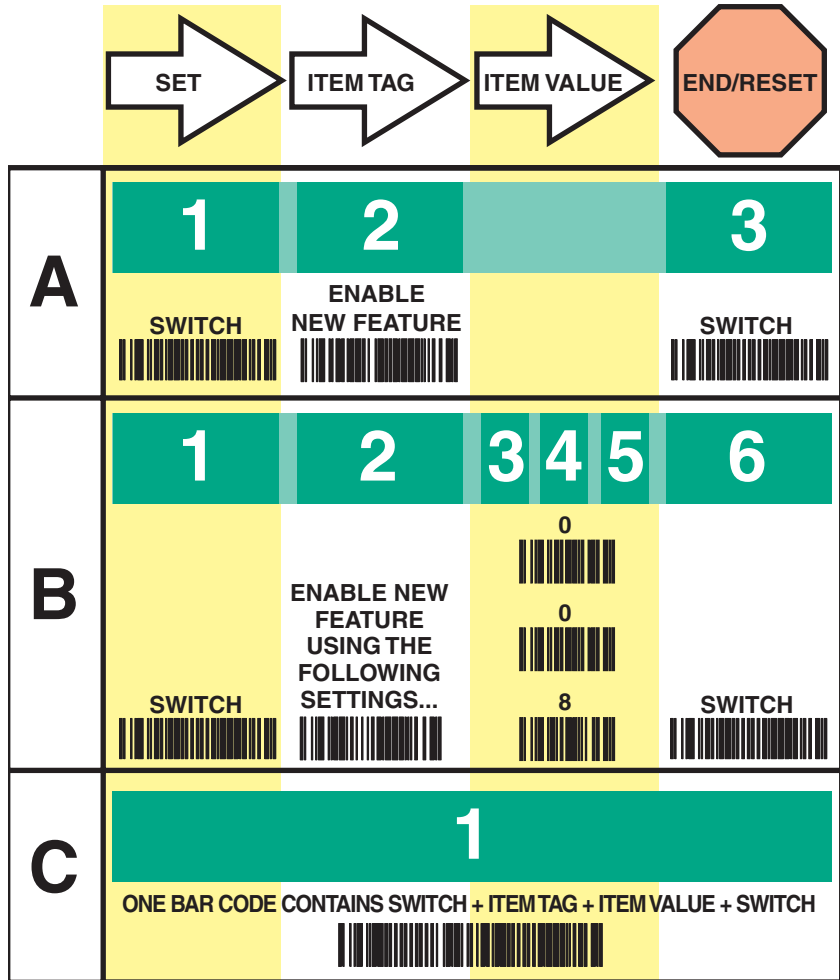 SET
ITEM TAG
ITEM VALUE
END/RESET
A
1
2
3
SWITCH
ENABLE
NEW FEATURE
SWITCH
B
1
2
3
4
5
6
SWITCH
ENABLE NEW
FEATURE
USING THE
FOLLOWING
SETTINGS...
0
0
8
SWITCH
C
1
ONE BAR CODE CONTAINS SWITCH + ITEM TAG + ITEM VALUE + SWITCH